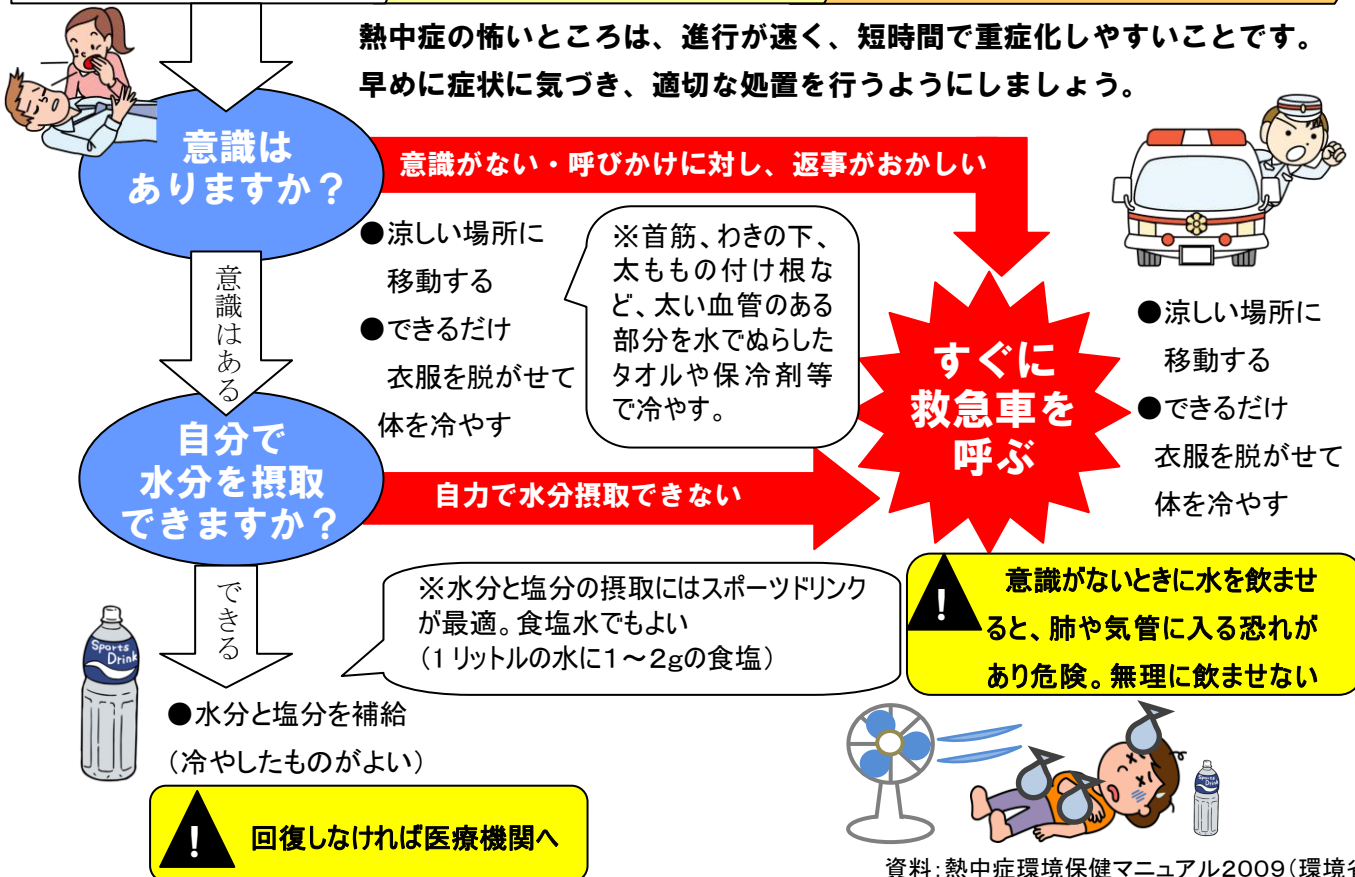 熱中症の怖いところは、進行が速く、短時間で重症化しやすいことです。
早めに症状に気づき、適切な処置を行うようにしましょう。
意識は
ありますか？
意識がない・呼びかけに対し、返事がおかしい
●涼しい場所に
移動する
●できるだけ
衣服を脱がせて
体を冷やす
※首筋、わきの下、
太ももの付け根な
ど、太い血管のある
部分を水でぬらした
タオルや保冷剤等
で冷やす。
意識はある
すぐに
救急車を
呼ぶ
●涼しい場所に
移動する
●できるだけ
衣服を脱がせて
体を冷やす
自分で
水分を摂取
できますか？
自力で水分摂取できない
できる
※水分と塩分の摂取にはスポーツドリンク
が最適。食塩水でもよい
（1リットルの水に1～2gの食塩）
!
意識がないときに水を飲ませ
ると、肺や気管に入る恐れが
あり危険。無理に飲ませない
Sports
Drink
●水分と塩分を補給
（冷やしたものがよい）
!
回復しなければ医療機関へ
Sports
Drink
資料：熱中症環境保健マニュアル2009（環境省